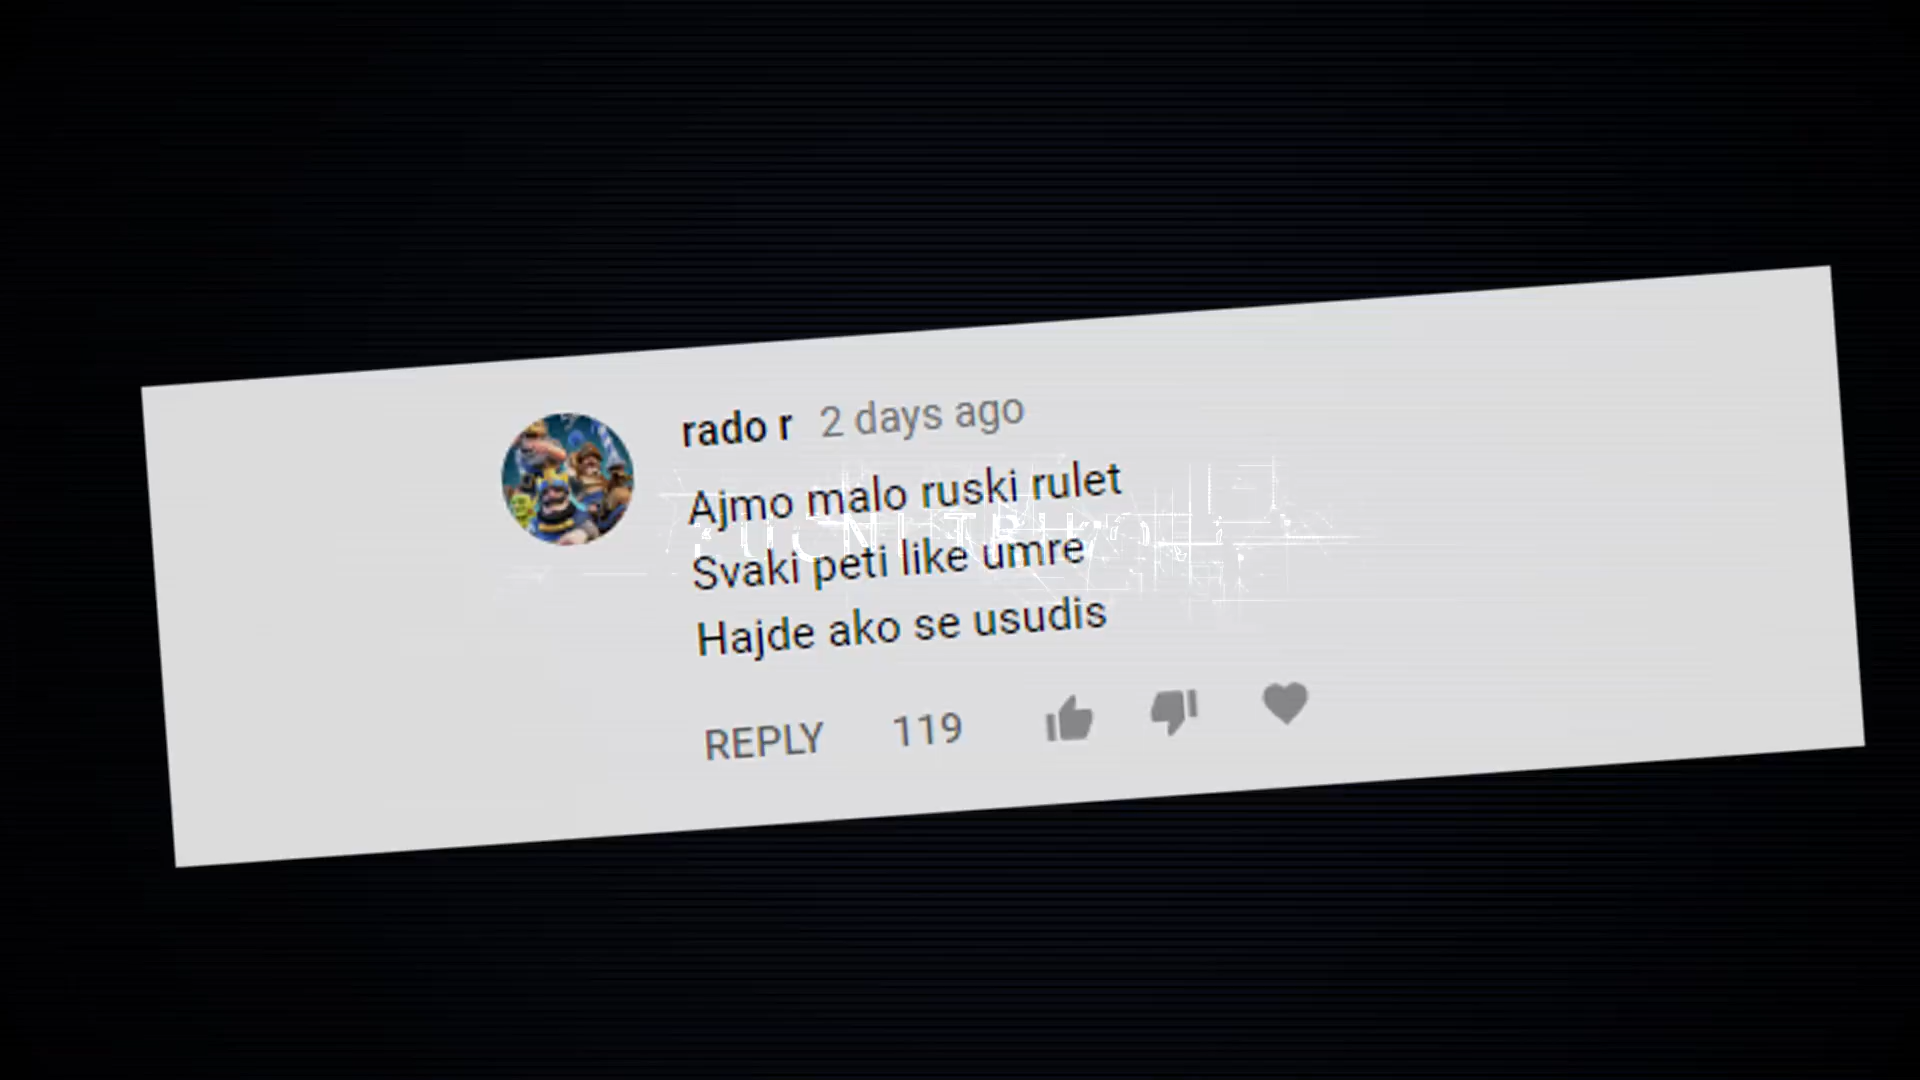 rado r 2 days ago
Ajmo malo ruski rulet
Svaki peti like umre
Hajde ako se usudis
REPLY 119